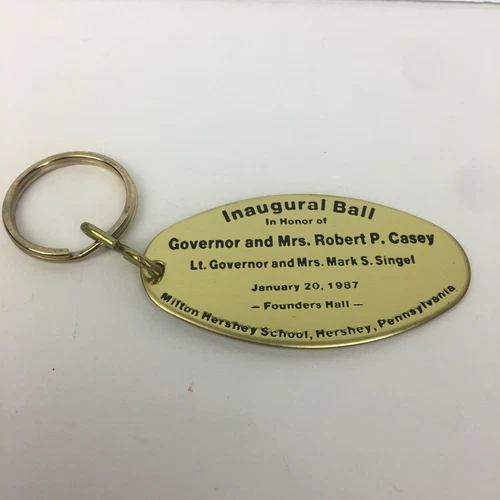 Inaugural Ball
In Honor of
Governor and Mrs. Robert P. Casey
Lt. Governor and Mrs. Mark S. Singel
January 20, 1987
— Founders Hall —
Milton Hershey School, Hershey, Pennsylvania